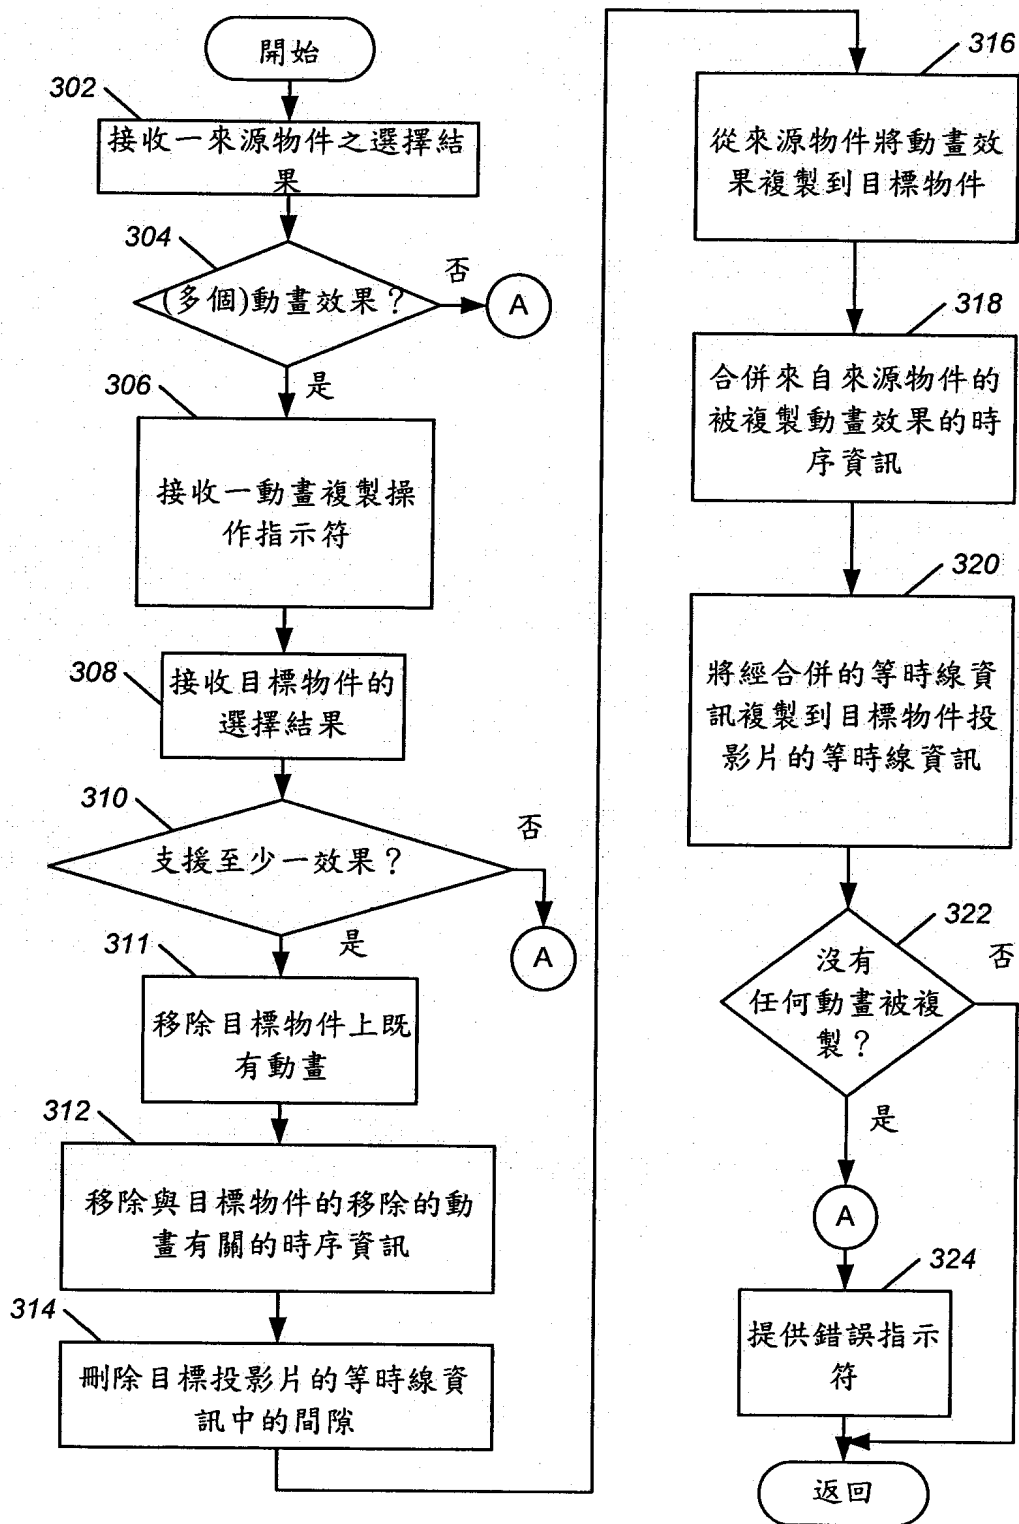 開始
302
接收一來源物件之選擇結
果
304
(多個)動畫效果？
否
A
是
306
接收一動畫複製操
作指示符
308
接收目標物件的
選擇結果
310
支援至少一效果？
否
A
是
311
移除目標物件上既
有動畫
312
移除與目標物件的移除的動
畫有關的時序資訊
314
刪除目標投影片的等時線資
訊中的間隙
316
從來源物件將動畫效
果複製到目標物件
318
合併來自來源物件的
被複製動畫效果的時
序資訊
320
將經合併的等時線資
訊複製到目標物件投
影片的等時線資訊
322
沒有
任何動畫被複
製？
否
是
A
324
提供錯誤指示
符
返回